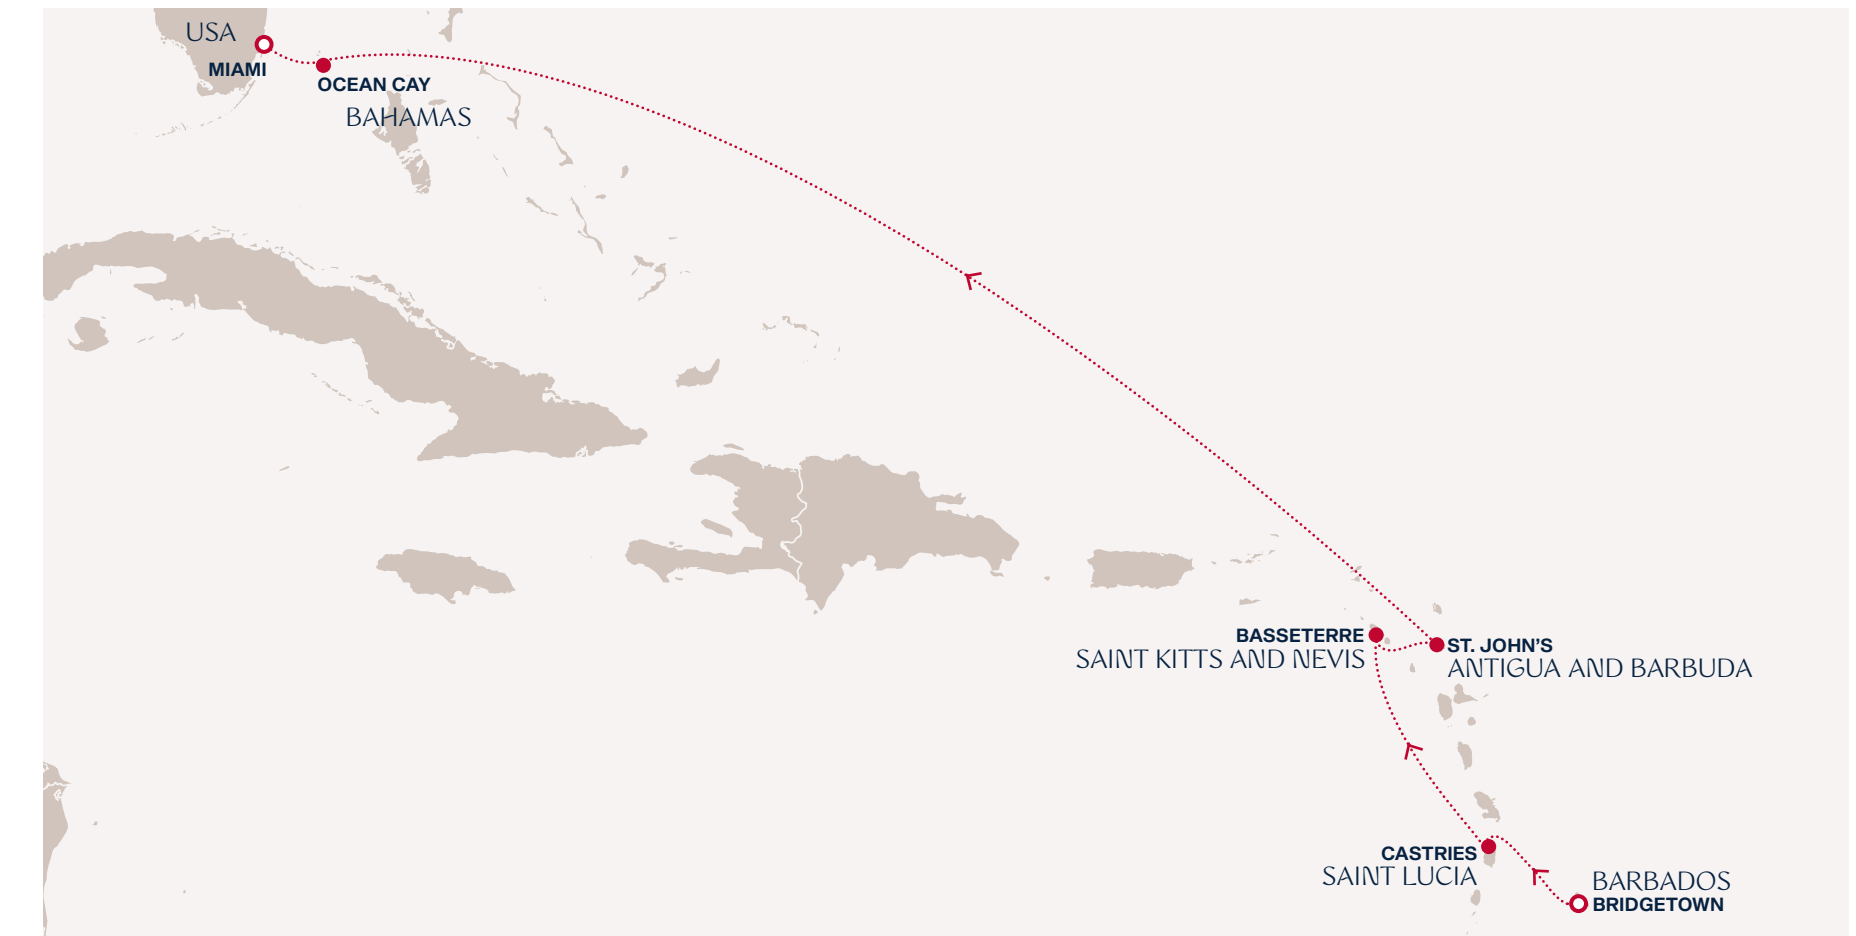 USA
MIAMI
OCEAN CAY
BAHAMAS
BASSETERRE
SAINT KITTS AND NEVIS
ST. JOHN'S
ANTIGUA AND BARBUDA
CASTRIES
SAINT LUCIA
BARBADOS
BRIDGETOWN